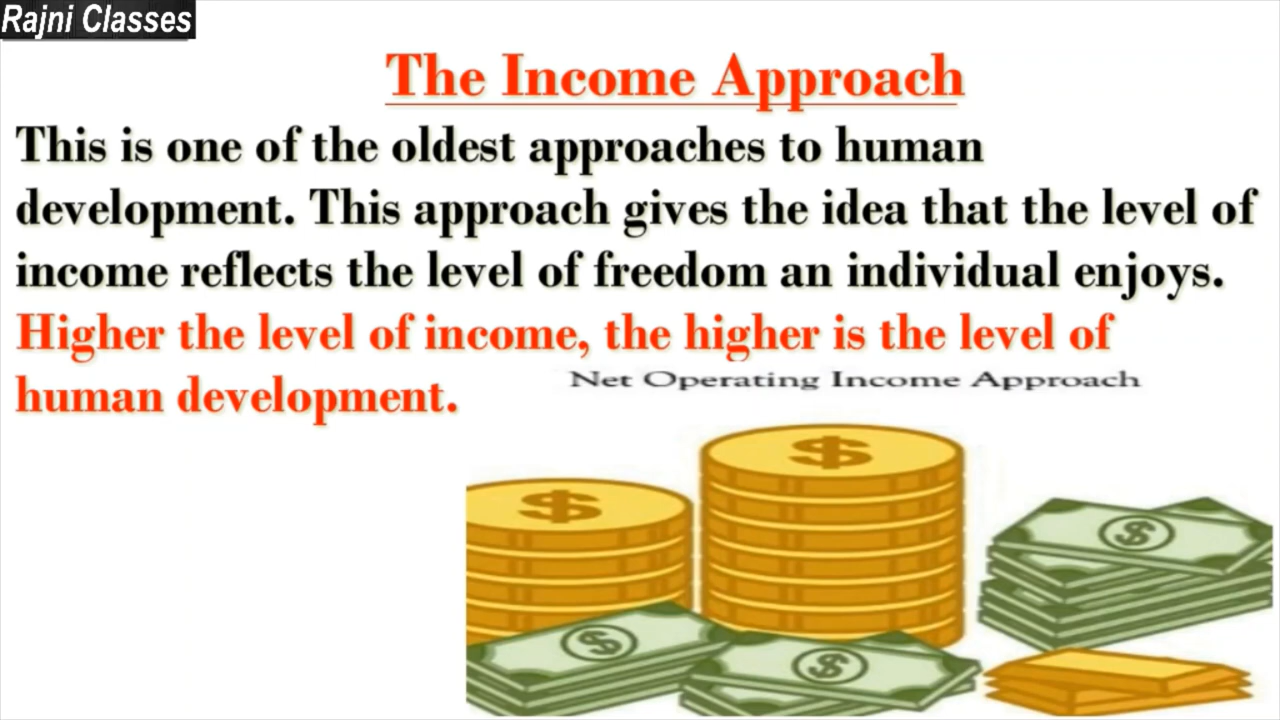 Rajni Classes
The Income Approach
This is one of the oldest approaches to human
development. This approach gives the idea that the level of
income reflects the level of freedom an individual enjoys.
Higher the level of income, the higher is the level of
human development.
Net Operating Income Approach
$
$
$
$
$